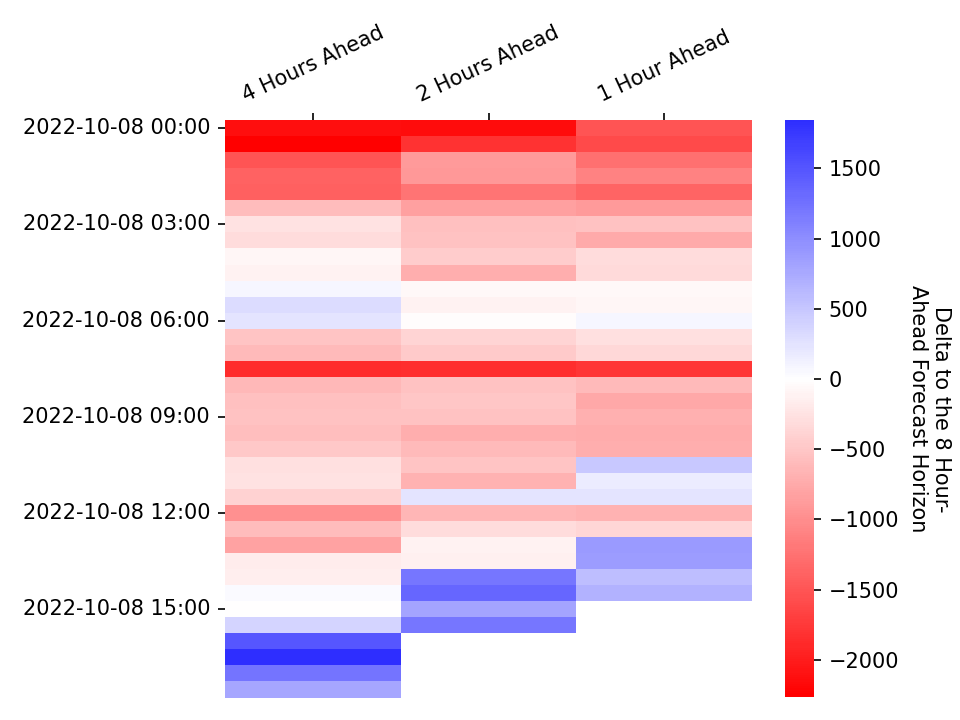 4 Hours Ahead
2 Hours Ahead
1 Hour Ahead
2022-10-08 00:00
2022-10-08 03:00
2022-10-08 06:00
2022-10-08 09:00
2022-10-08 12:00
2022-10-08 15:00
1500
1000
500
0
−500
−1000
−1500
−2000
Delta to the 8 Hour-
Ahead Forecast Horizon